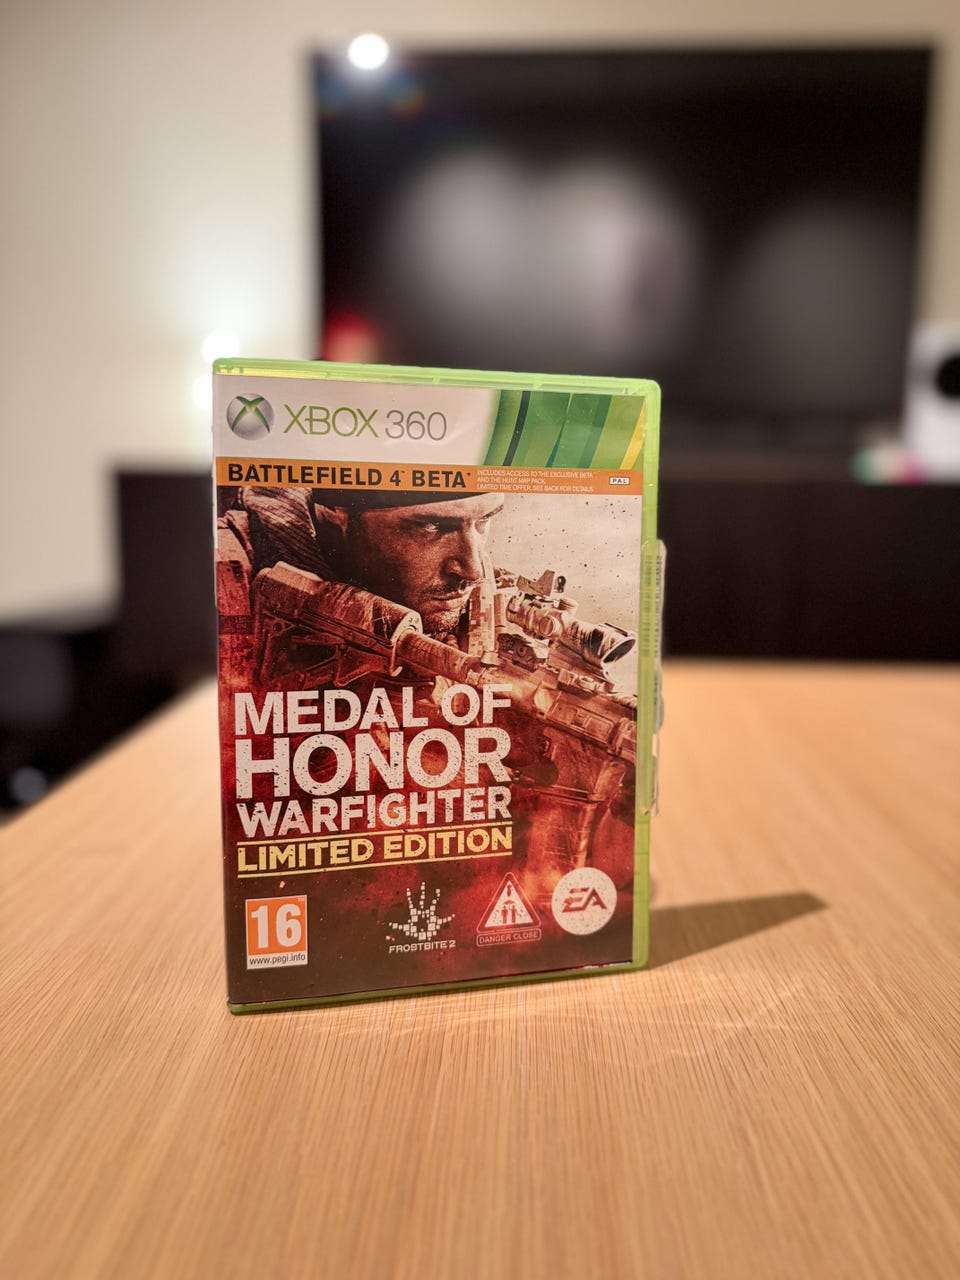 XBOX 360
BATTLEFIELD 4™ BETA
INCLUDES ACCESS TO THE EXCLUSIVE BETA
AND THE HUNT MAP PACK.
LIMITED TIME OFFER, SEE BACK FOR DETAILS.
PAL
MEDAL OF
HONOR
WARFIGHTER
LIMITED EDITION
16
www.pegi.info
FROSTBITE 2
DANGER CLOSE
EA